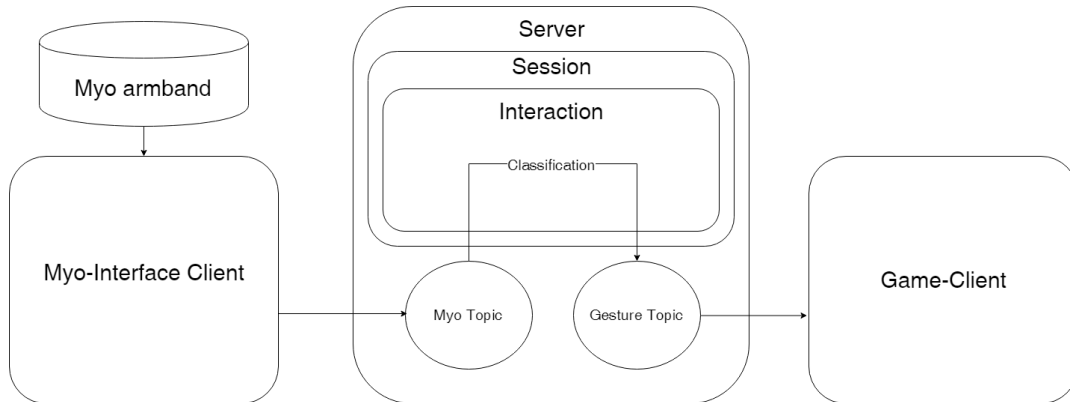 Myo armband
Myo-Interface Client
Server
Session
Interaction
Classification
Myo Topic
Gesture Topic
Game-Client